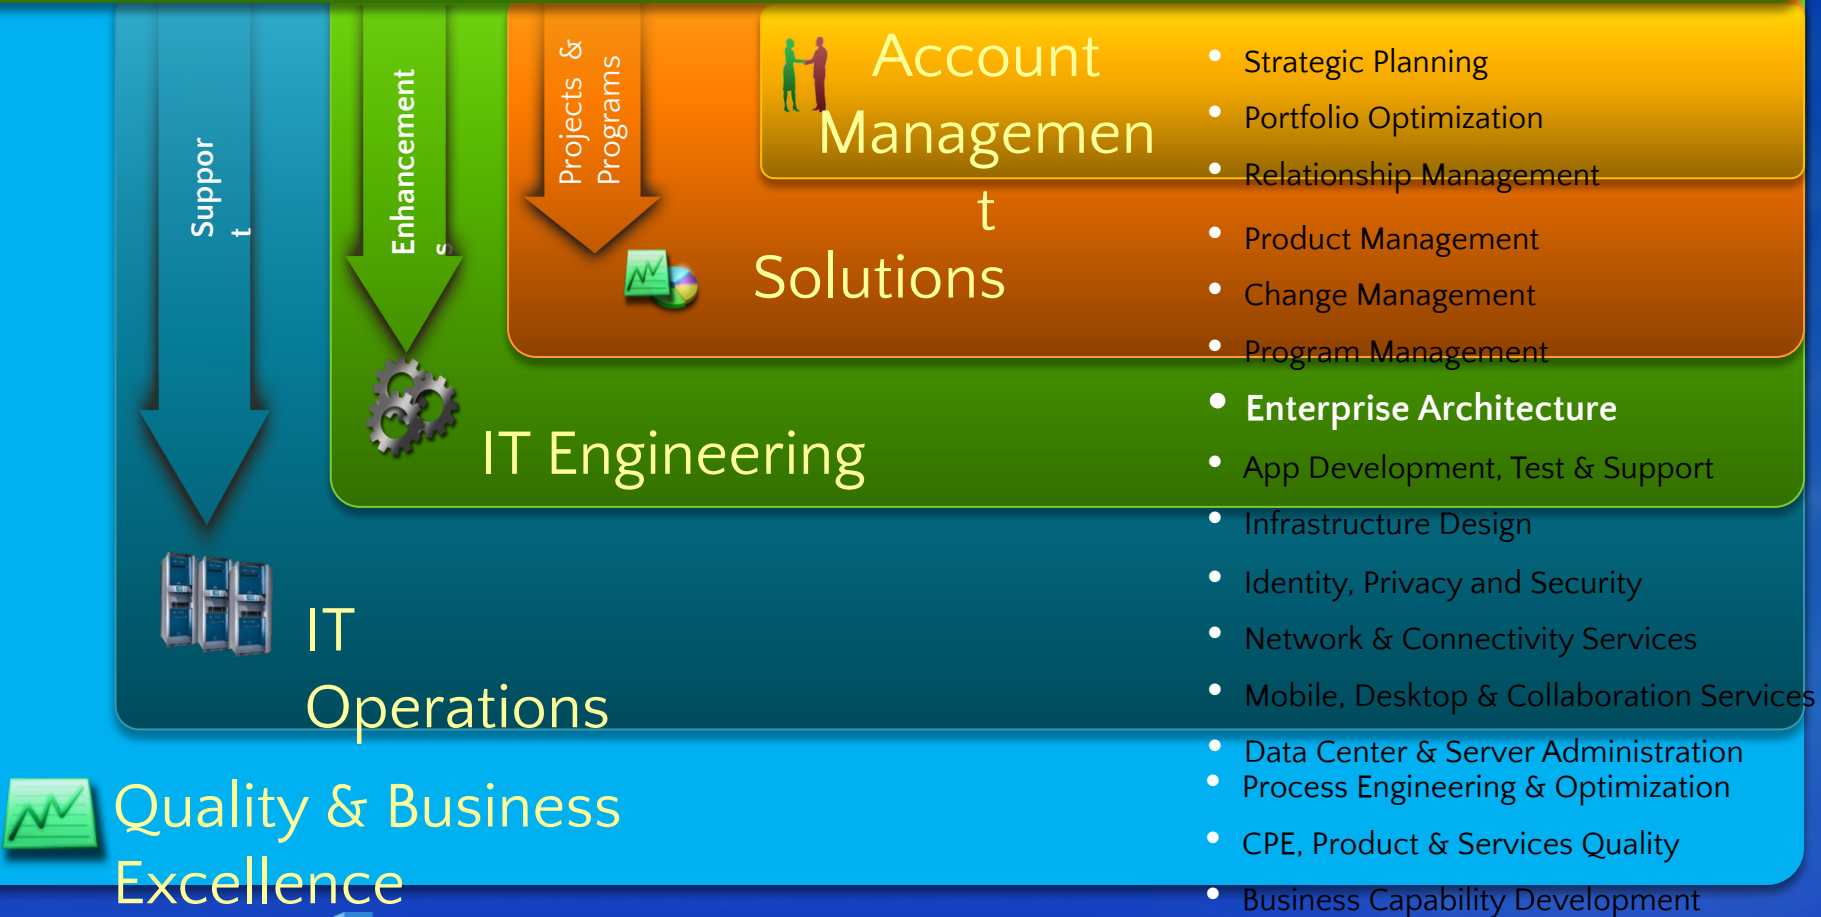 Suppor
t
Enhancement
s
Projects &
Programs
Account
Managemen
t
• Strategic Planning
• Portfolio Optimization
• Relationship Management
Solutions
• Product Management
• Change Management
• Program Management
IT Engineering
• Enterprise Architecture
• App Development, Test & Support
• Infrastructure Design
IT
Operations
• Identity, Privacy and Security
• Network & Connectivity Services
• Mobile, Desktop & Collaboration Services
• Data Center & Server Administration
Quality & Business
Excellence
• Process Engineering & Optimization
• CPE, Product & Services Quality
• Business Capability Development